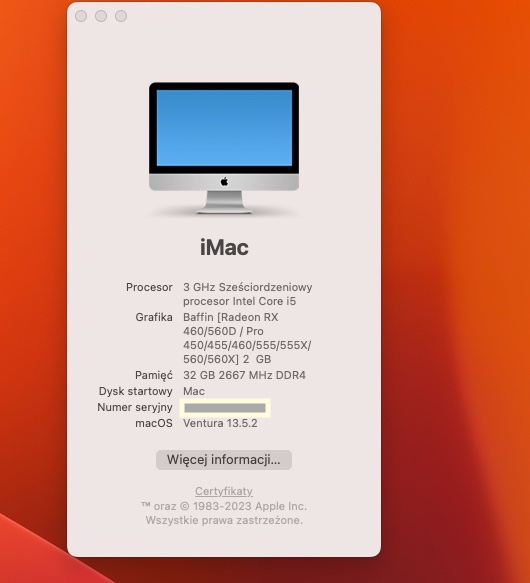 iMac
Procesor 3 GHz Sześciordzeniowy
procesor Intel Core i5
Grafika Baffin [Radeon RX
460/560D / Pro
450/455/460/555/555X/
560/560X] 2 GB
Pamięć 32 GB 2667 MHz DDR4
Dysk startowy Mac
Numer seryjny
macOS Ventura 13.5.2
Więcej informacji...
Certyfikaty
™ oraz © 1983-2023 Apple Inc.
Wszystkie prawa zastrzeżone.